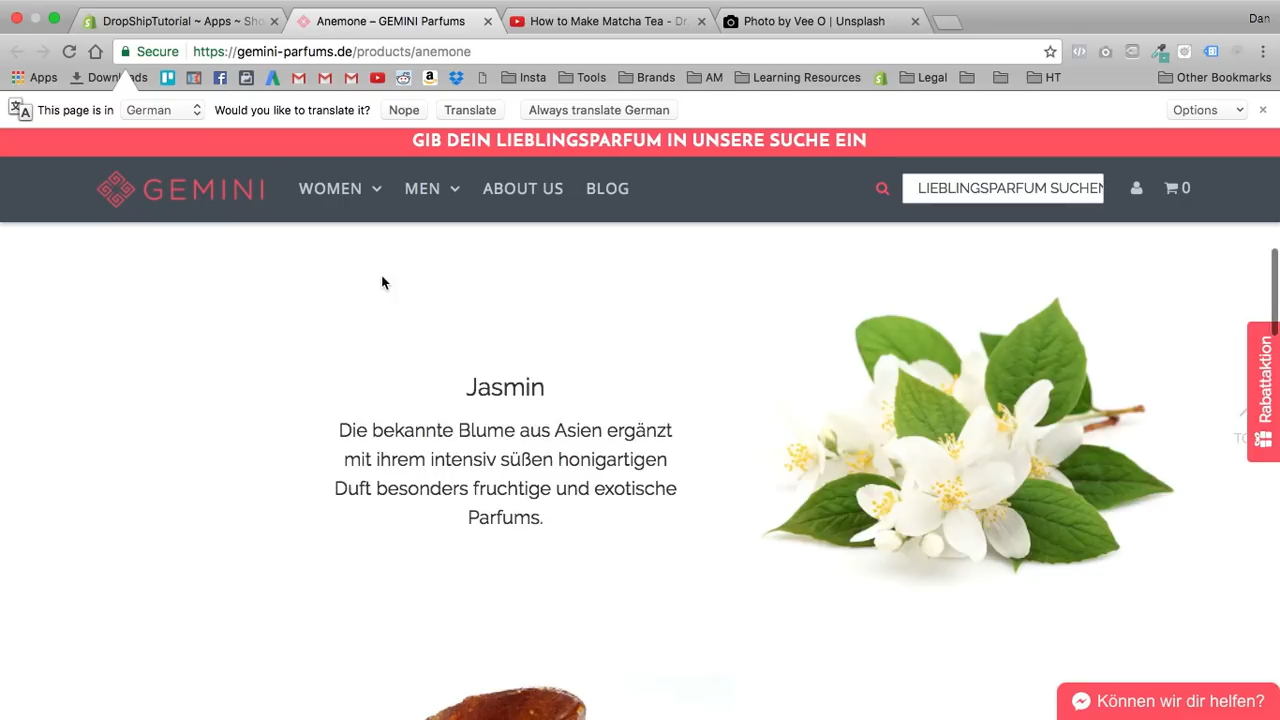 DropShipTutorial ~ Apps ~ Sho
Anemone – GEMINI Parfums
How to Make Matcha Tea - Dr
Photo by Vee O | Unsplash
Dan
Secure
https://gemini-parfums.de/products/anemone
Apps
Downloads
Insta
Tools
Brands
AM
Learning Resources
Legal
HT
Other Bookmarks
This page is in
German
Would you like to translate it?
Nope
Translate
Always translate German
Options
GIB DEIN LIEBLINGSPARFUM IN UNSERE SUCHE EIN
GEMINI
WOMEN
MEN
ABOUT US
BLOG
LIEBLINGSPARFUM SUCHEN
0
Jasmin
Die bekannte Blume aus Asien ergänzt
mit ihrem intensiv süßen honigartigen
Duft besonders fruchtige und exotische
Parfums.
Rabattaktion
Können wir dir helfen?